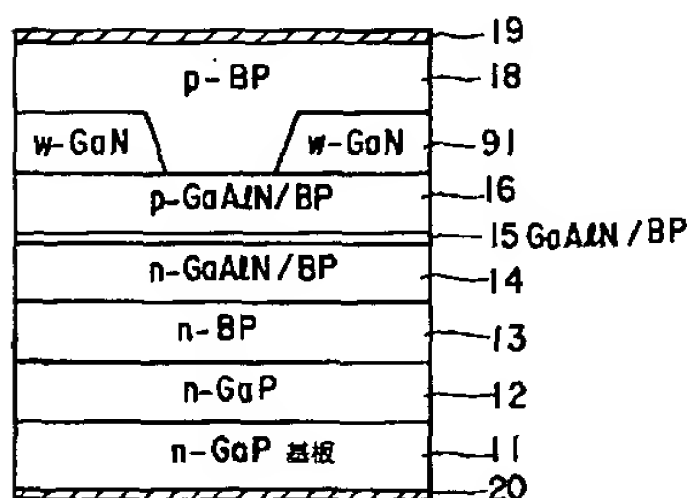 19
p-BP 18
w-GaN w-GaN 91
p-GaAlN/BP 16
15 GaAlN/BP
n-GaAlN/BP 14
n-BP 13
n-GaP 12
n-GaP 基板 11
20